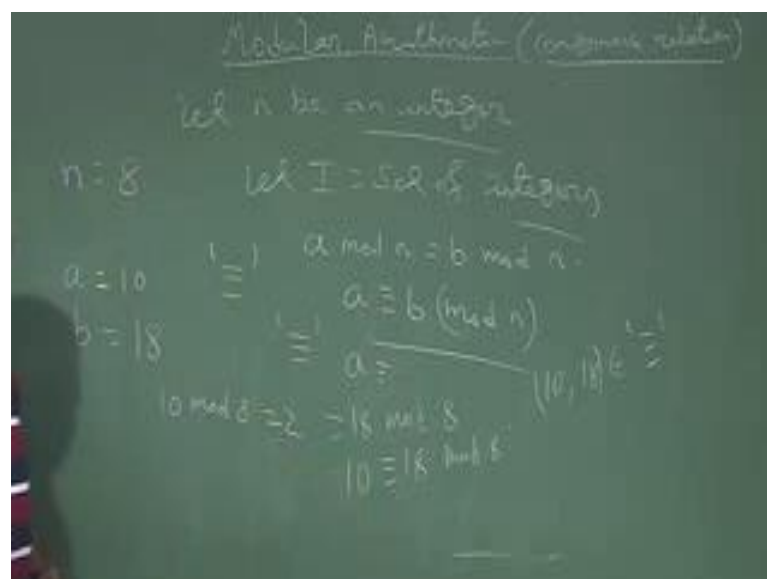 Modular Arithmetic (congruence relation)
Let n be an integer
n = 8 Let I = Set of integers
a mod n = b mod n.
a = 10 '≡'
a ≡ b (mod n)
b = 18 '≡'
a ≡ (10, 18) ∈ '≡'
10 mod 8 = 2 = 18 mod 8
10 ≡ 18 mod 8